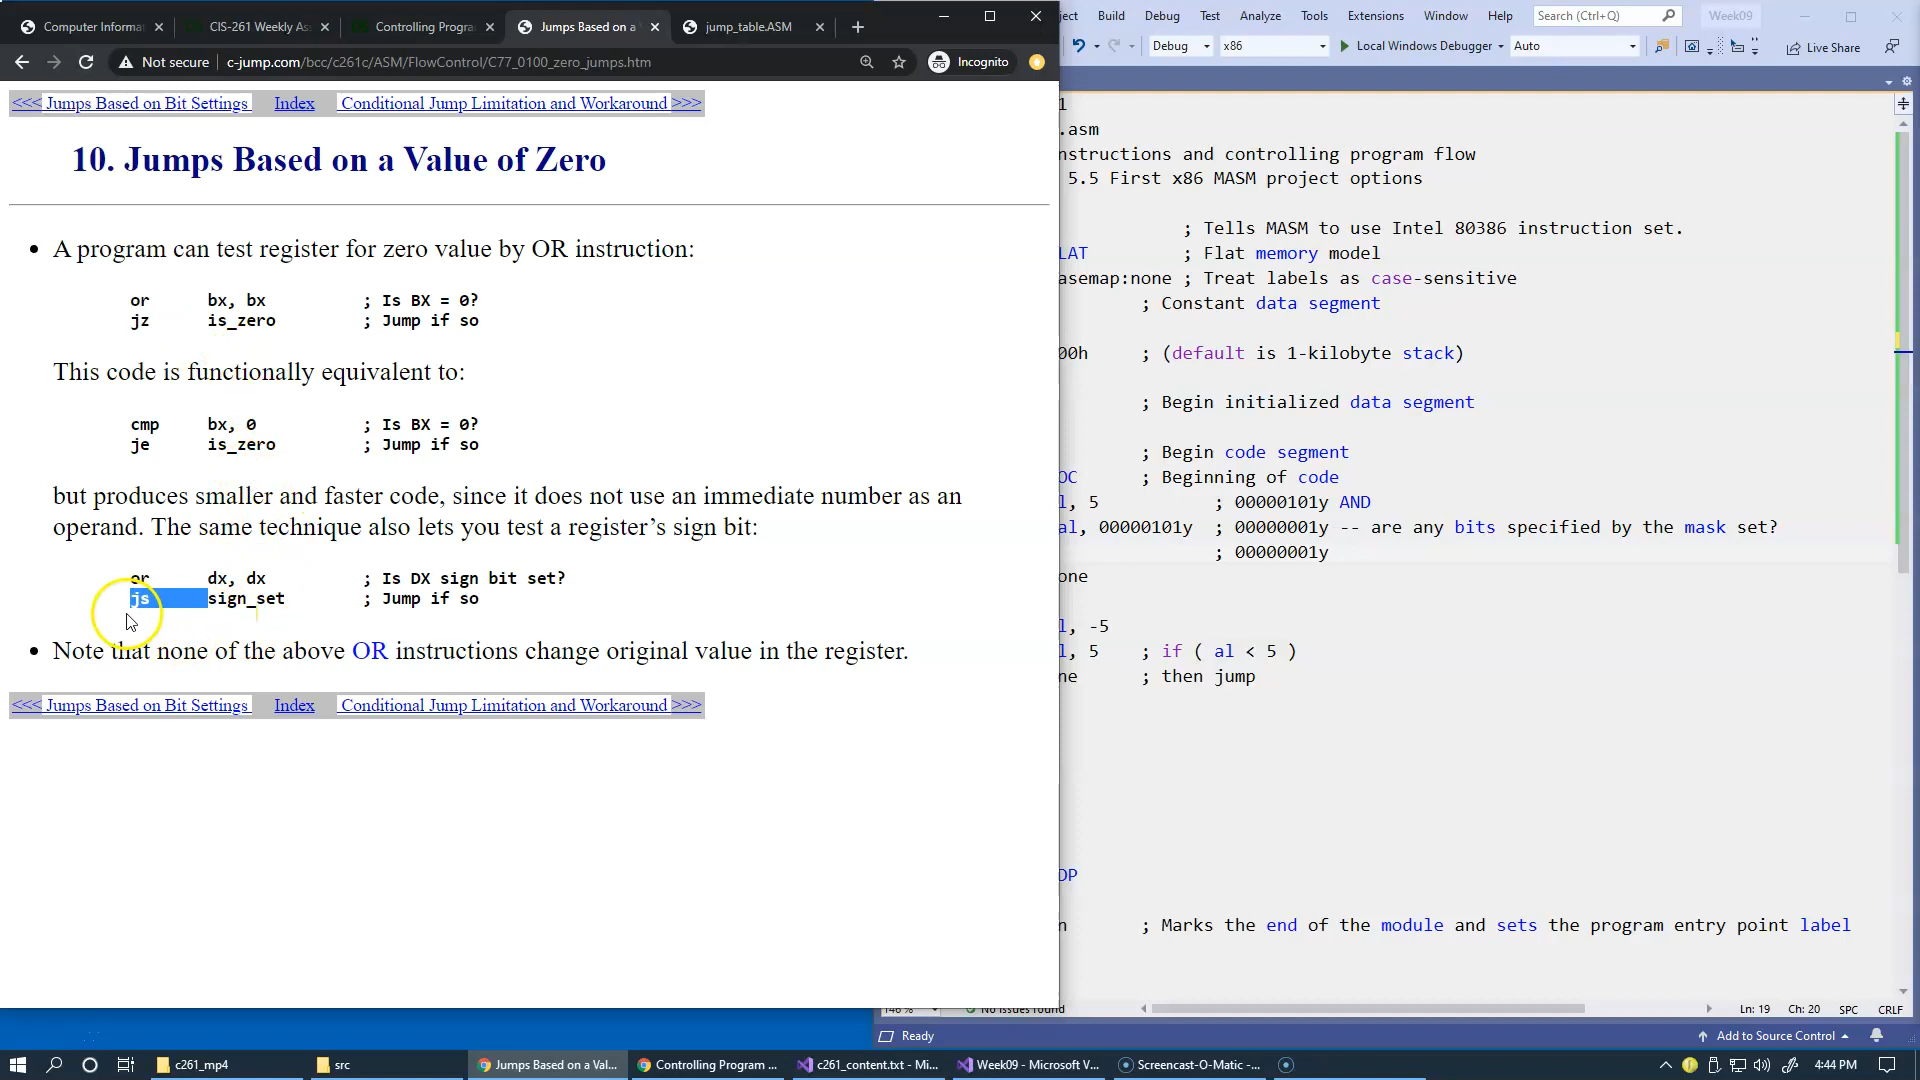 Computer Informat
CIS-261 Weekly Ass
Controlling Progra
Jumps Based on a V
jump_table.ASM
Not secure
c-jump.com/bcc/c261c/ASM/FlowControl/C77_0100_zero_jumps.htm
Incognito
<<< Jumps Based on Bit Settings Index Conditional Jump Limitation and Workaround >>>
10. Jumps Based on a Value of Zero
• A program can test register for zero value by OR instruction:
or bx, bx ; Is BX = 0?
jz is_zero ; Jump if so
This code is functionally equivalent to:
cmp bx, 0 ; Is BX = 0?
je is_zero ; Jump if so
but produces smaller and faster code, since it does not use an immediate number as an
operand. The same technique also lets you test a register’s sign bit:
or dx, dx ; Is DX sign bit set?
js sign_set ; Jump if so
• Note that none of the above OR instructions change original value in the register.
<<< Jumps Based on Bit Settings Index Conditional Jump Limitation and Workaround >>>
ject Build Debug Test Analyze Tools Extensions Window Help Search (Ctrl+Q) Week09
Debug x86 Local Windows Debugger Auto Live Share
1
.asm
nstructions and controlling program flow
5.5 First x86 MASM project options
; Tells MASM to use Intel 80386 instruction set.
LAT ; Flat memory model
asemap:none ; Treat labels as case-sensitive
; Constant data segment
00h ; (default is 1-kilobyte stack)
; Begin initialized data segment
; Begin code segment
OC ; Beginning of code
l, 5 ; 00000101y AND
al, 00000101y ; 00000001y -- are any bits specified by the mask set?
; 00000001y
one
l, -5
l, 5 ; if ( al < 5 )
ne ; then jump
OP
n ; Marks the end of the module and sets the program entry point label
146 % No issues found Ln: 19 Ch: 20 SPC CRLF
Ready Add to Source Control
c261_mp4
src
Jumps Based on a Val...
Controlling Program ...
c261_content.txt - Mi...
Week09 - Microsoft V...
Screencast-O-Matic -...
4:44 PM